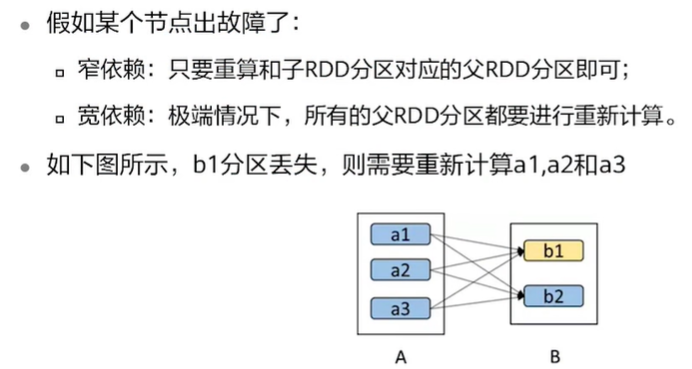 假如某个节点出故障了：
窄依赖：只要重算和子RDD分区对应的父RDD分区即可；
宽依赖：极端情况下，所有的父RDD分区都要进行重新计算。
如下图所示，b1分区丢失，则需要重新计算a1,a2和a3
a1
a2
a3
b1
b2
A
B